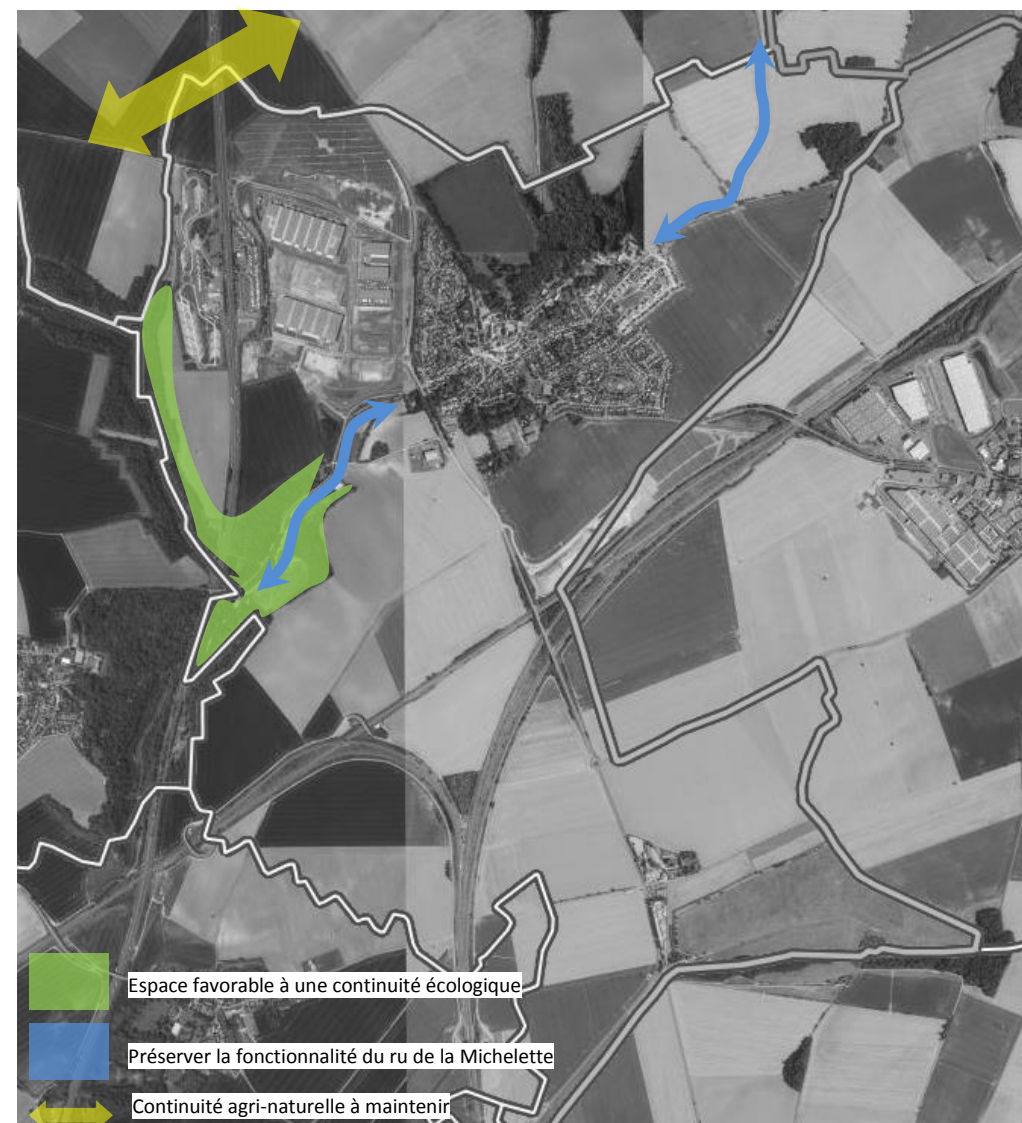 Espace favorable à une continuité écologique
Préserver la fonctionnalité du ru de la Michelette
Continuité agri-naturelle à maintenir